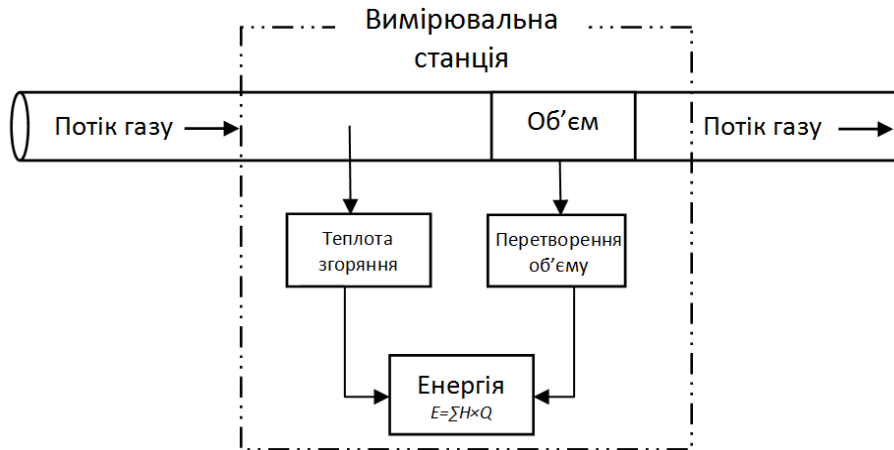 Вимірювальна
станція
Потік газу
Об’єм
Потік газу
Теплота
згоряння
Перетворення
об’єму
Енергія
E=∑H×Q